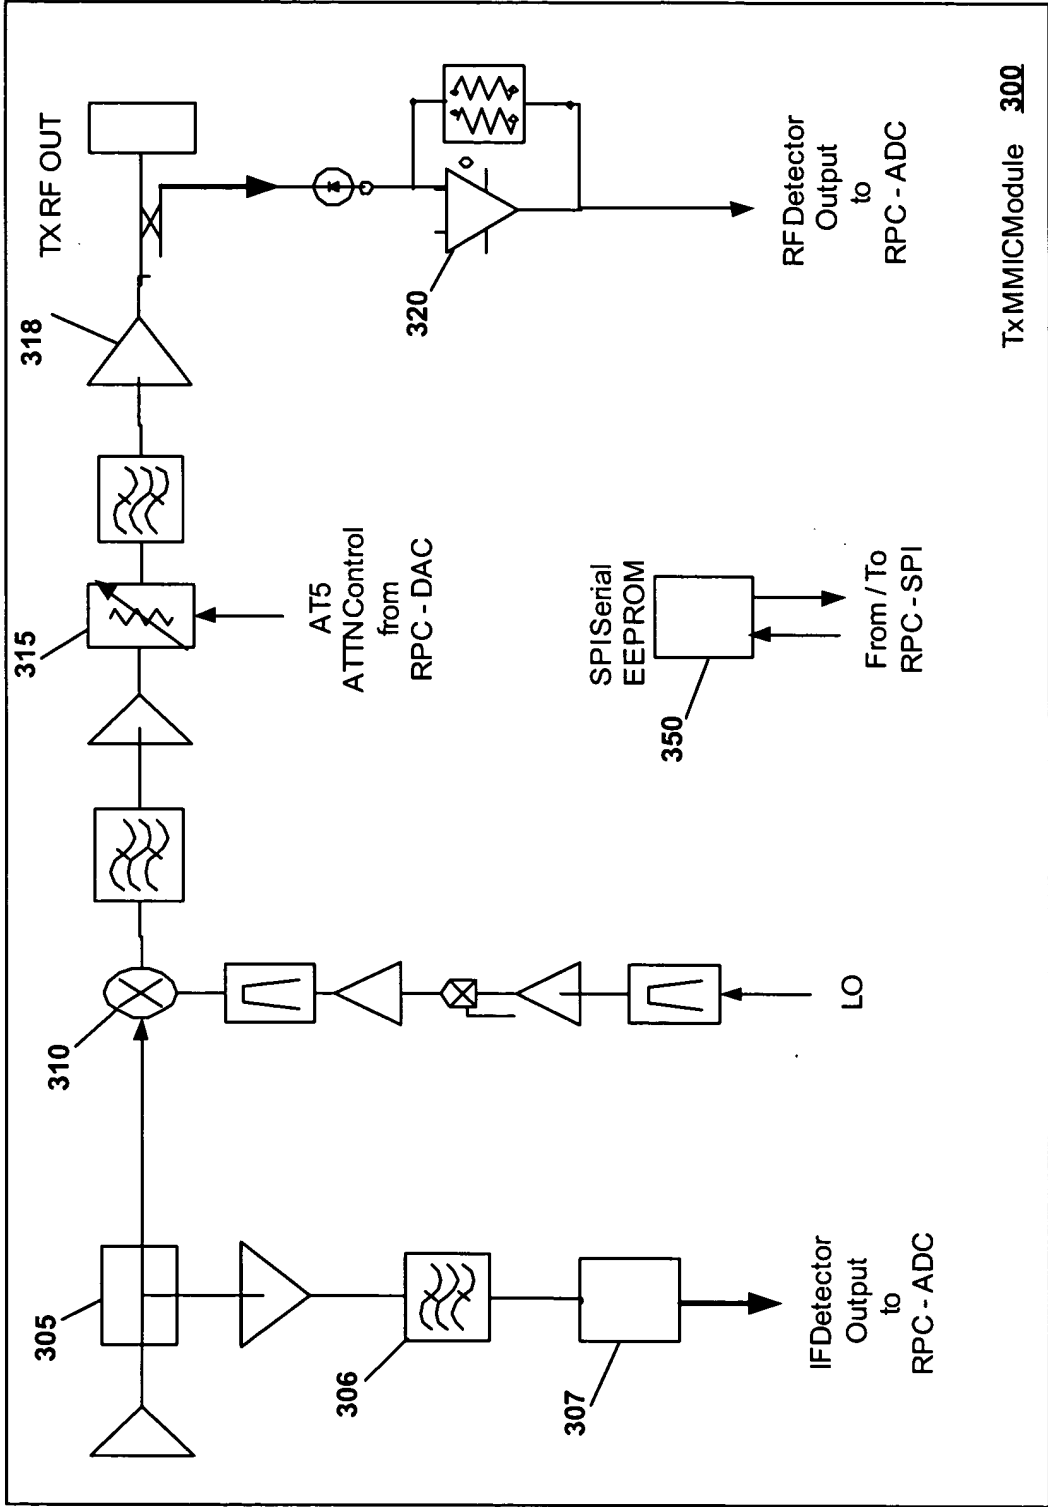 TX RF OUT
318
315
310
305
320
AT5
ATTN Control
from
RPC - DAC
306
307
350
SPI Serial
EEPROM
LO
IF Detector
Output
to
RPC - ADC
From / To
RPC - SPI
RF Detector
Output
to
RPC - ADC
Tx MMIC Module 300